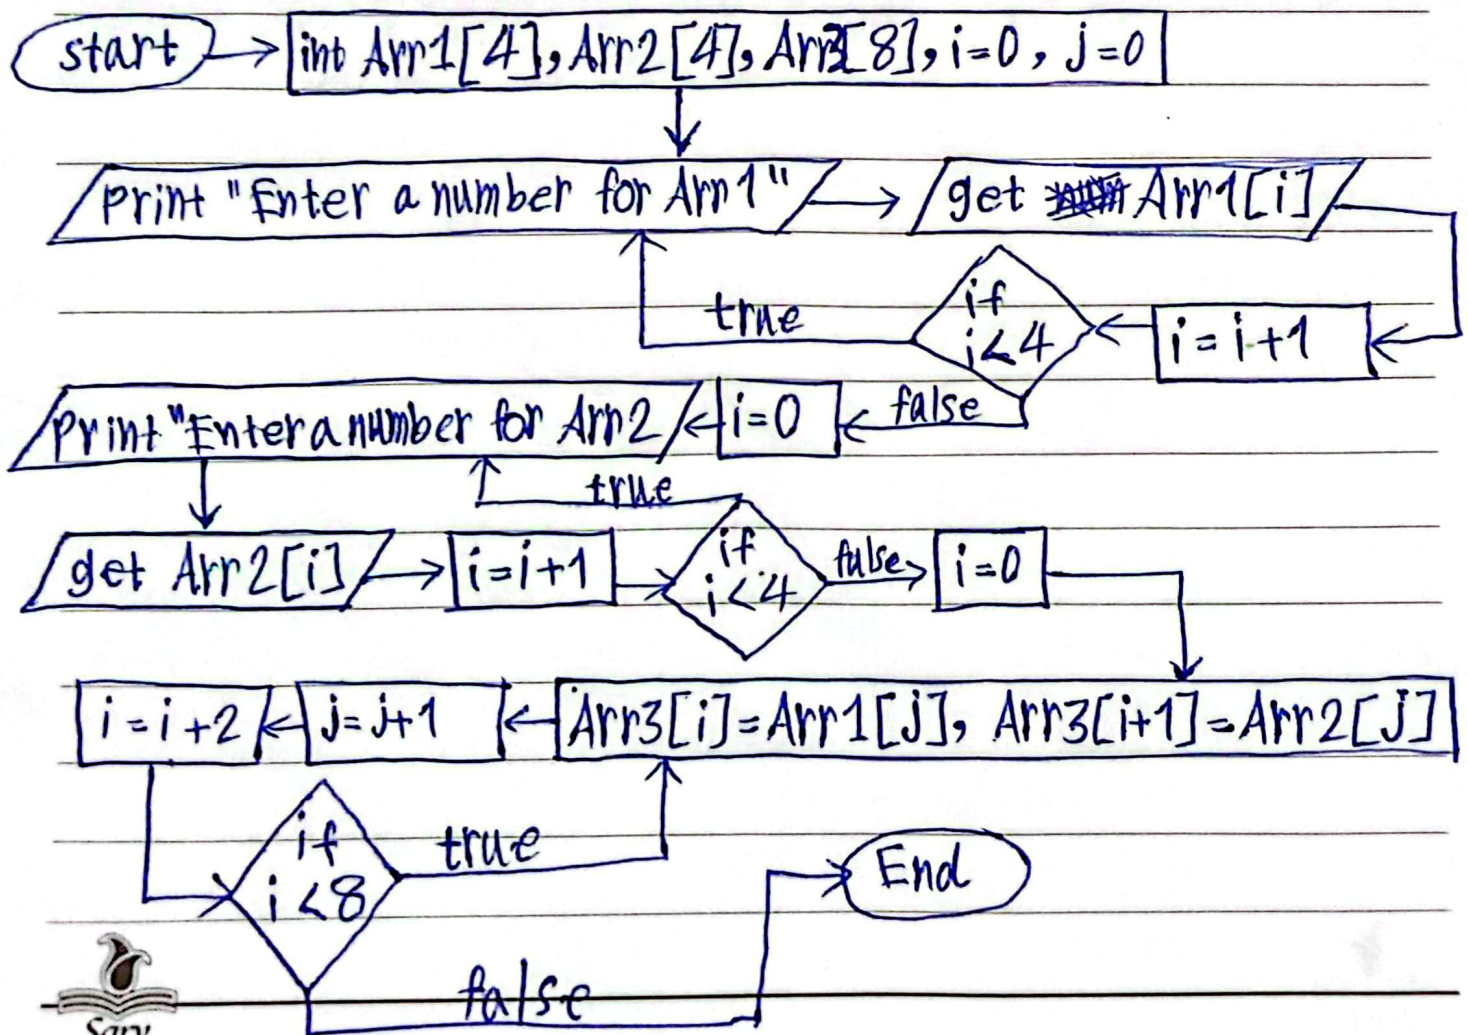 start int Arr1[4], Arr2[4], Arr3[8], i=0, j=0
print "Enter a number for Arr1" get Arr1[i]
if
true i<4 i=i+1
print "Enter a number for Arr2 i=0 false
true
get Arr2[i] i=i+1 if i<4 false i=0
i=i+2 j=j+1 Arr3[i]=Arr1[j], Arr3[i+1]=Arr2[j]
if true
i<8 End
false
Sarv